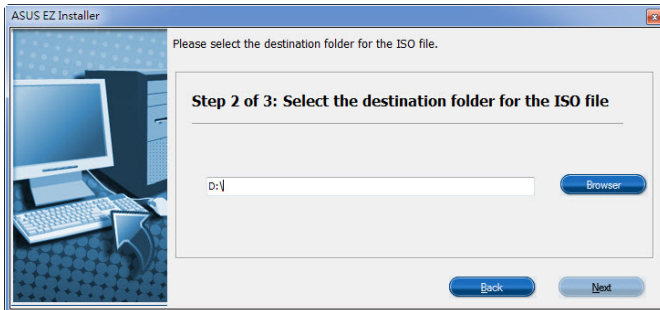 ASUS EZ Installer
Please select the destination folder for the ISO file.
Step 2 of 3: Select the destination folder for the ISO file
D:\
Browser
Back
Next